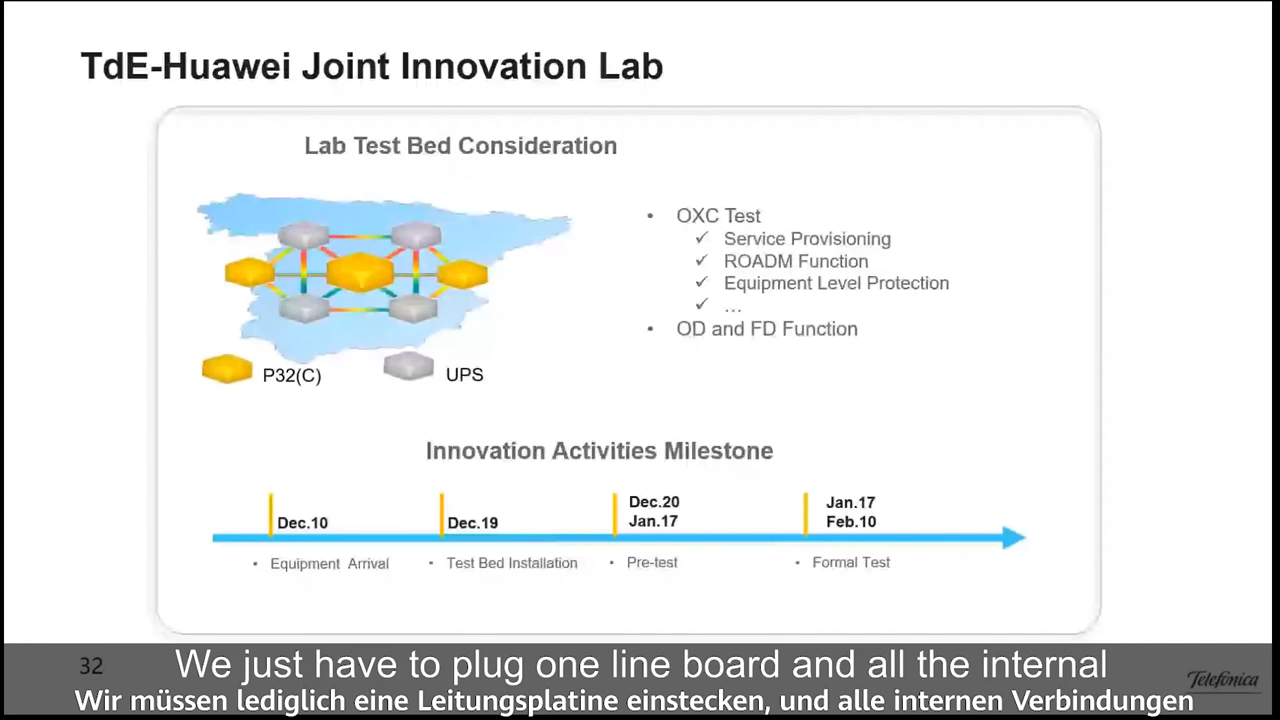 TdE-Huawei Joint Innovation Lab
Lab Test Bed Consideration
• OXC Test
✓ Service Provisioning
✓ ROADM Function
✓ Equipment Level Protection
✓ …
• OD and FD Function
P32(C)
UPS
Innovation Activities Milestone
Dec.10
Dec.19
Dec.20
Jan.17
Jan.17
Feb.10
• Equipment Arrival
• Test Bed Installation
• Pre-test
• Formal Test
32
We just have to plug one line board and all the internal
Telefónica
Wir müssen lediglich eine Leitungsplatine einstecken, und alle internen Verbindungen